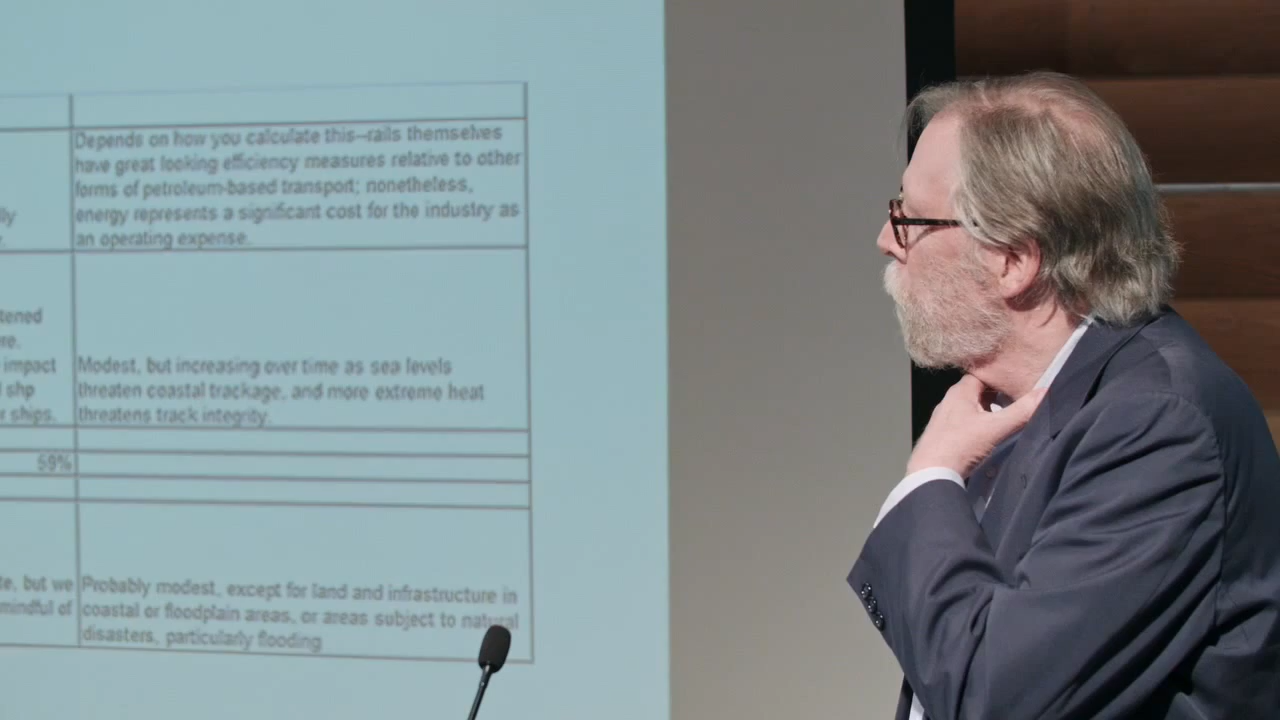 Depends on how you calculate this--rails themselves
have great looking efficiency measures relative to other
forms of petroleum-based transport; nonetheless,
lly energy represents a significant cost for the industry as
an operating expense.
tened
re.
impact Modest, but increasing over time as sea levels
shp threaten coastal trackage, and more extreme heat
r ships. threatens track integrity.
59%
te, but we Probably modest, except for land and infrastructure in
mindful of coastal or floodplain areas, or areas subject to natural
disasters, particularly flooding